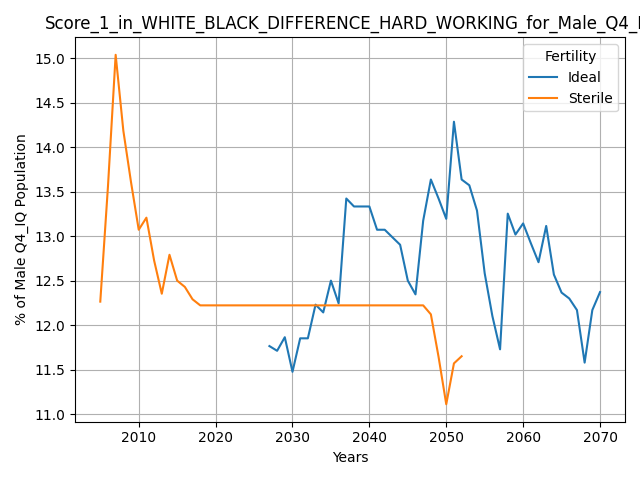 Score_1_in_WHITE_BLACK_DIFFERENCE_HARD_WORKING_for_Male_Q4_I
Fertility
Ideal
Sterile
15.0
14.5
14.0
13.5
13.0
12.5
12.0
11.5
11.0
% of Male Q4_IQ Population
2010 2020 2030 2040 2050 2060 2070
Years